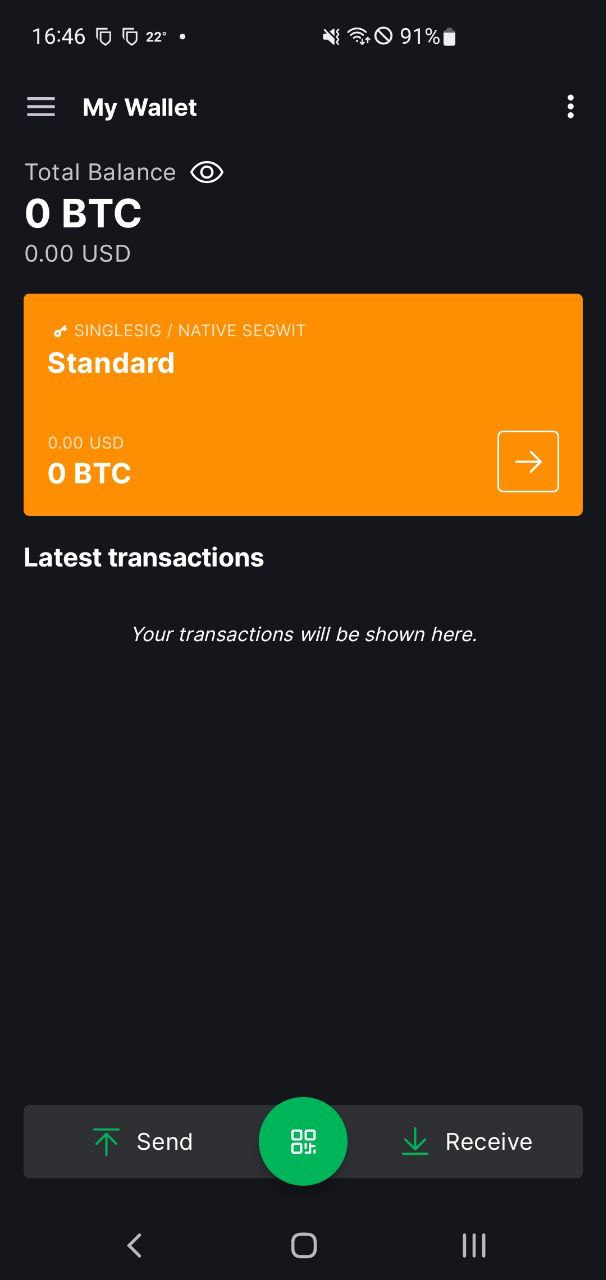 16:46 22° 91%
My Wallet
Total Balance
0 BTC
0.00 USD
SINGLESIG / NATIVE SEGWIT
Standard
0.00 USD
0 BTC
Latest transactions
Your transactions will be shown here.
Send Receive